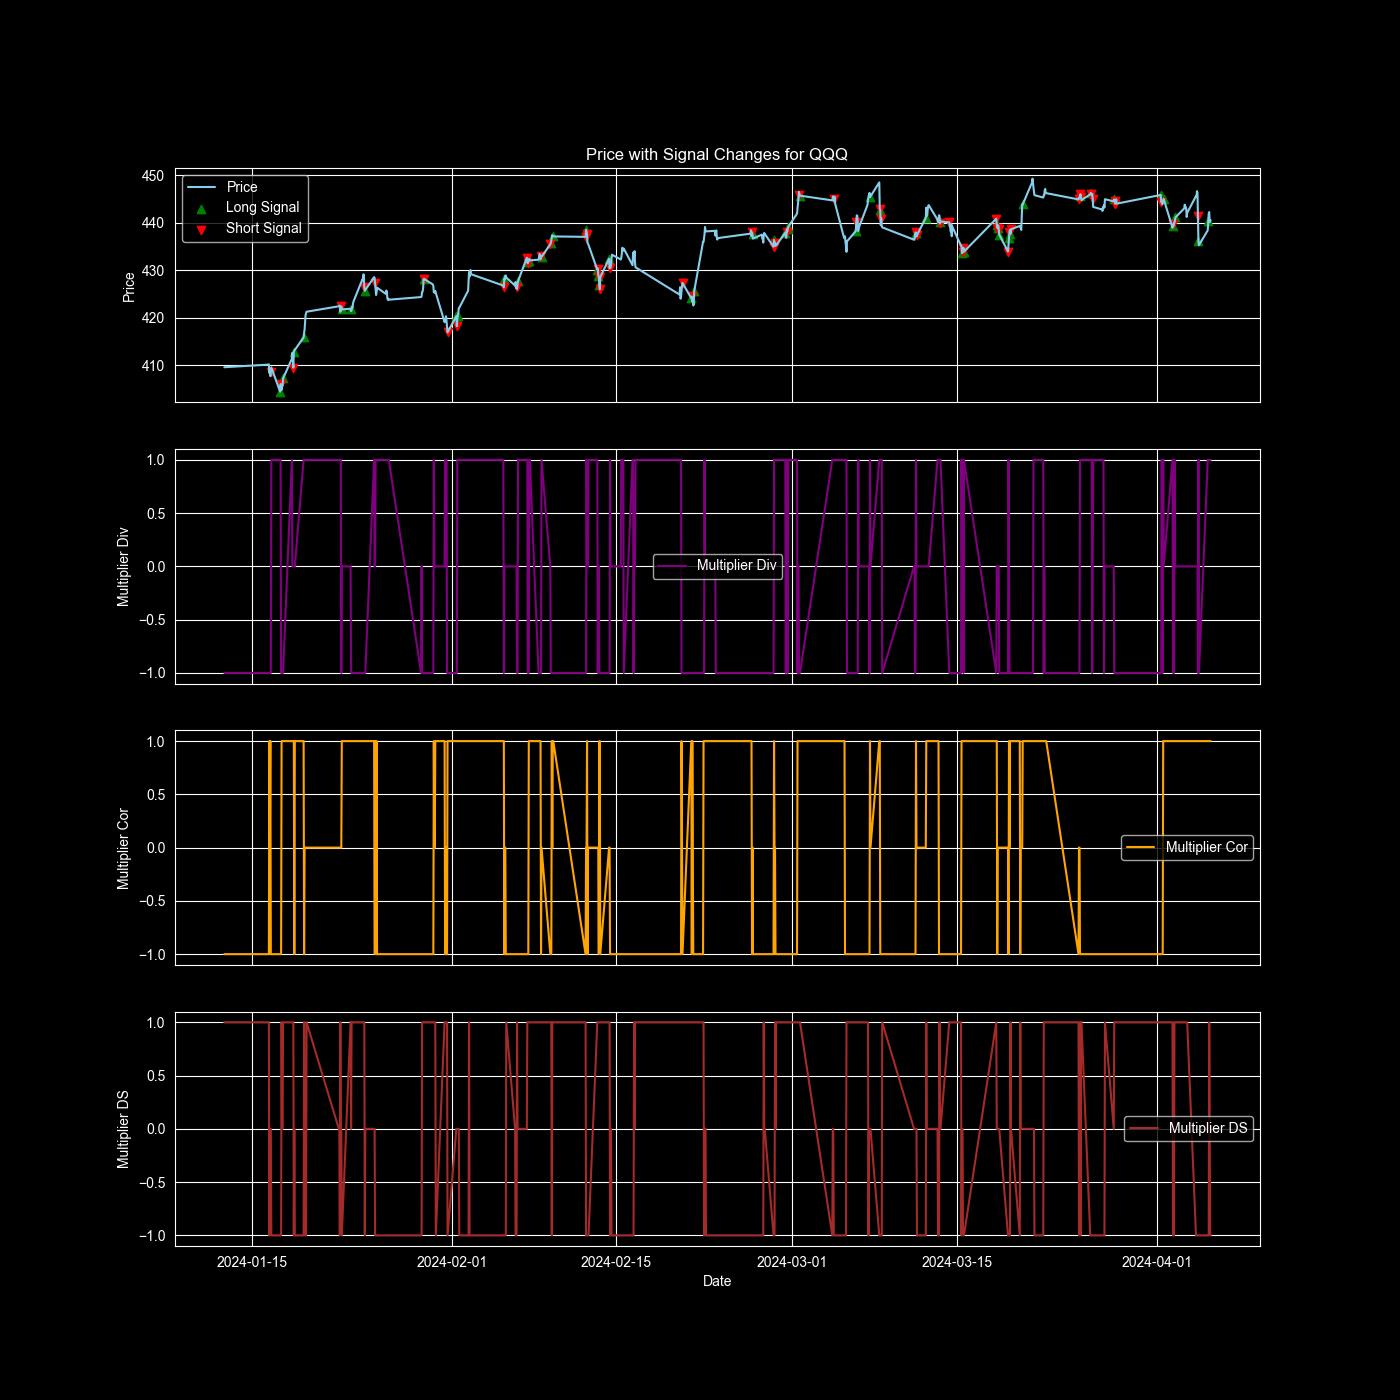 Price with Signal Changes for QQQ
450
440
430
420
410
Price
Price
Long Signal
Short Signal
1.0
0.5
0.0
−0.5
−1.0
Multiplier Div
Multiplier Div
1.0
0.5
0.0
−0.5
−1.0
Multiplier Cor
Multiplier Cor
1.0
0.5
0.0
−0.5
−1.0
Multiplier DS
Multiplier DS
2024-01-15 2024-02-01 2024-02-15 2024-03-01 2024-03-15 2024-04-01
Date